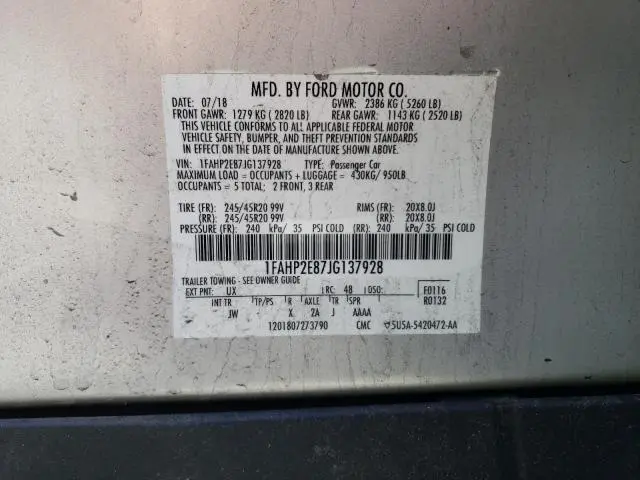 MFD. BY FORD MOTOR CO.
DATE: 07/18 GVWR: 2386 KG ( 5260 LB)
FRONT GAWR: 1279 KG ( 2820 LB) REAR GAWR: 1143 KG ( 2520 LB)
THIS VEHICLE CONFORMS TO ALL APPLICABLE FEDERAL MOTOR
VEHICLE SAFETY, BUMPER, AND THEFT PREVENTION STANDARDS
IN EFFECT ON THE DATE OF MANUFACTURE SHOWN ABOVE.
VIN: 1FAHP2E87JG137928 TYPE: Passenger Car
MAXIMUM LOAD = OCCUPANTS + LUGGAGE = 430KG/ 950LB
OCCUPANTS = 5 TOTAL; 2 FRONT, 3 REAR
TIRE (FR): 245/45R20 99V RIMS (FR): 20X8.0J
(RR): 245/45R20 99V (RR): 20X8.0J
PRESSURE (FR): 240 kPa/ 35 PSI COLD (RR): 240 kPa/ 35 PSI COLD
1FAHP2E87JG137928
TRAILER TOWING - SEE OWNER GUIDE
EXT PNT: UX RC: 48 DSO: F0116
INT TR TP/PS R AXLE TR SPR R0132
JW X 2A J AAAA
1201807273790 CMC 5U5A-5420472-AA